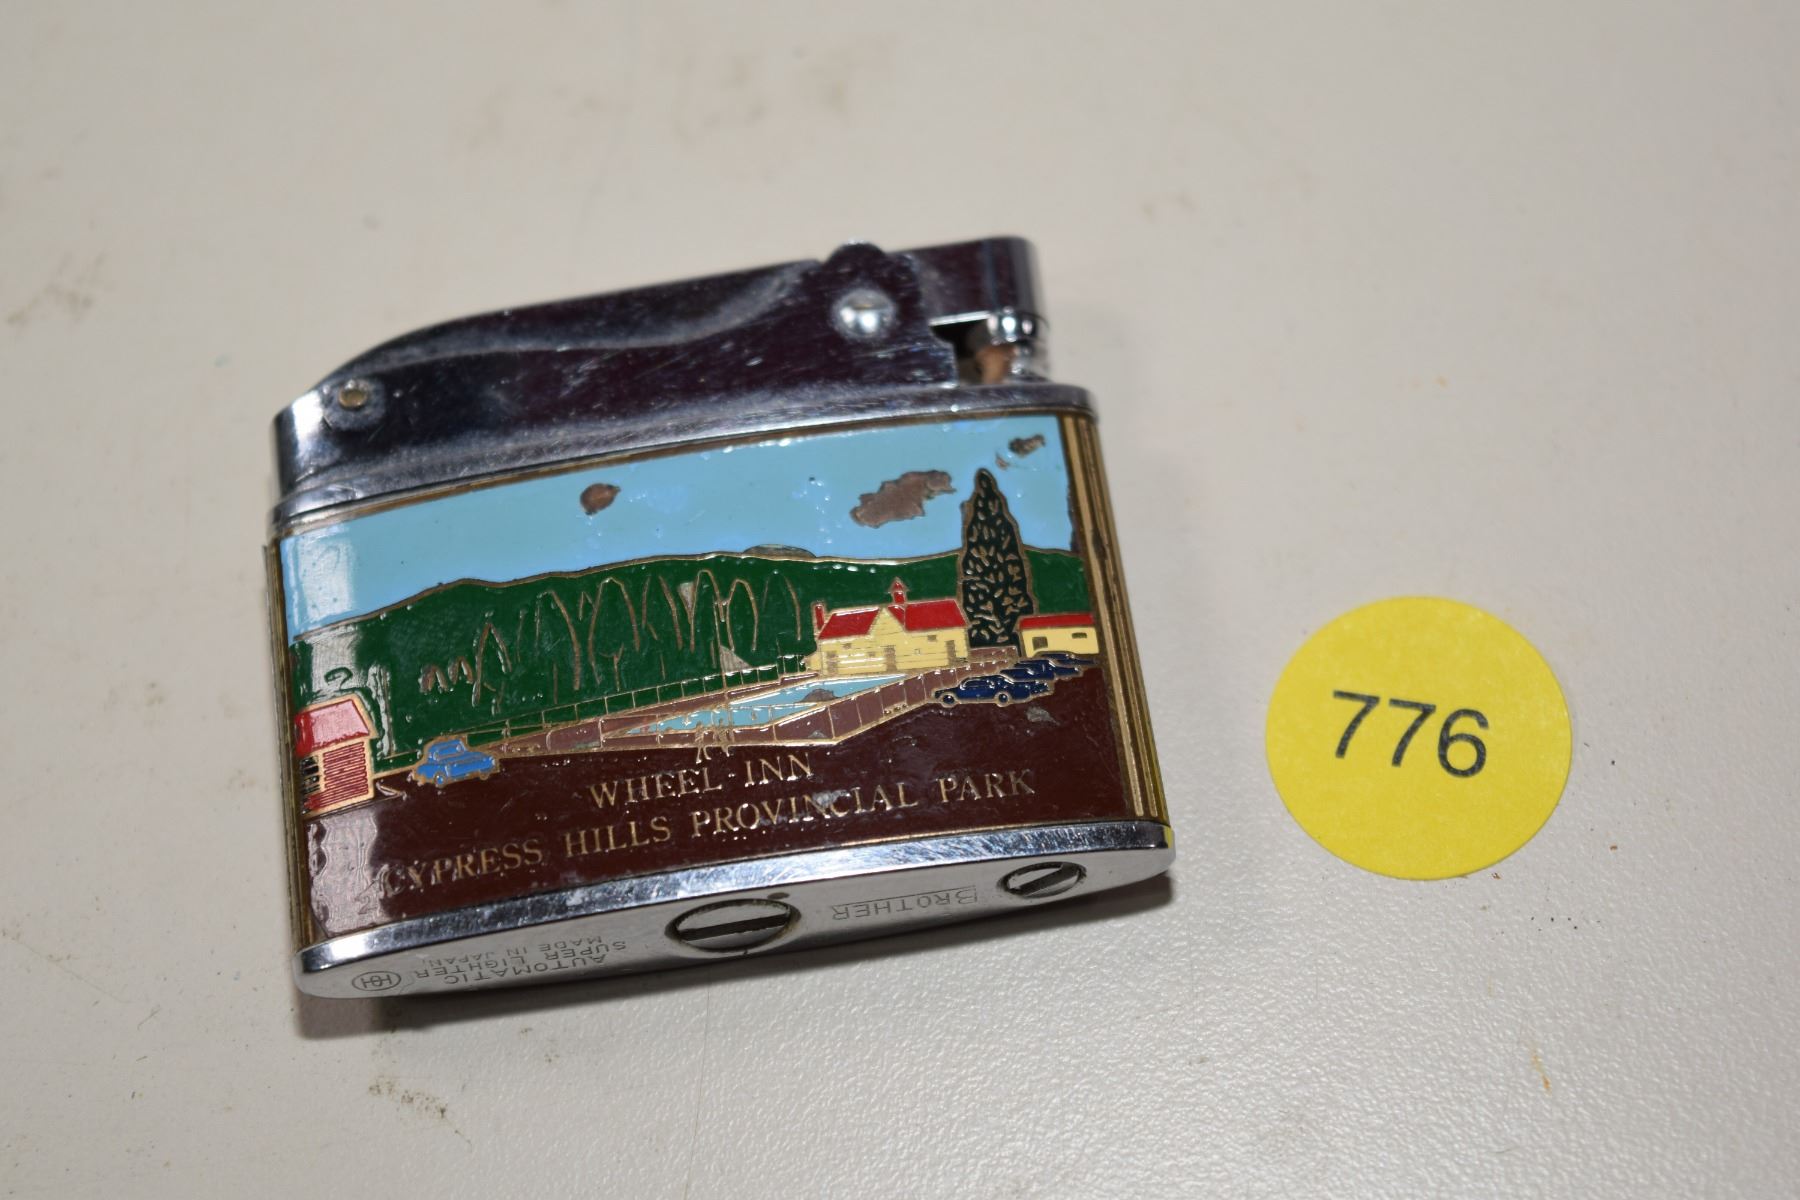 WHEEL INN
CYPRESS HILLS PROVINCIAL PARK
776
BROTHER
AUTOMATIC
SUPER LIGHTER
MADE IN JAPAN.